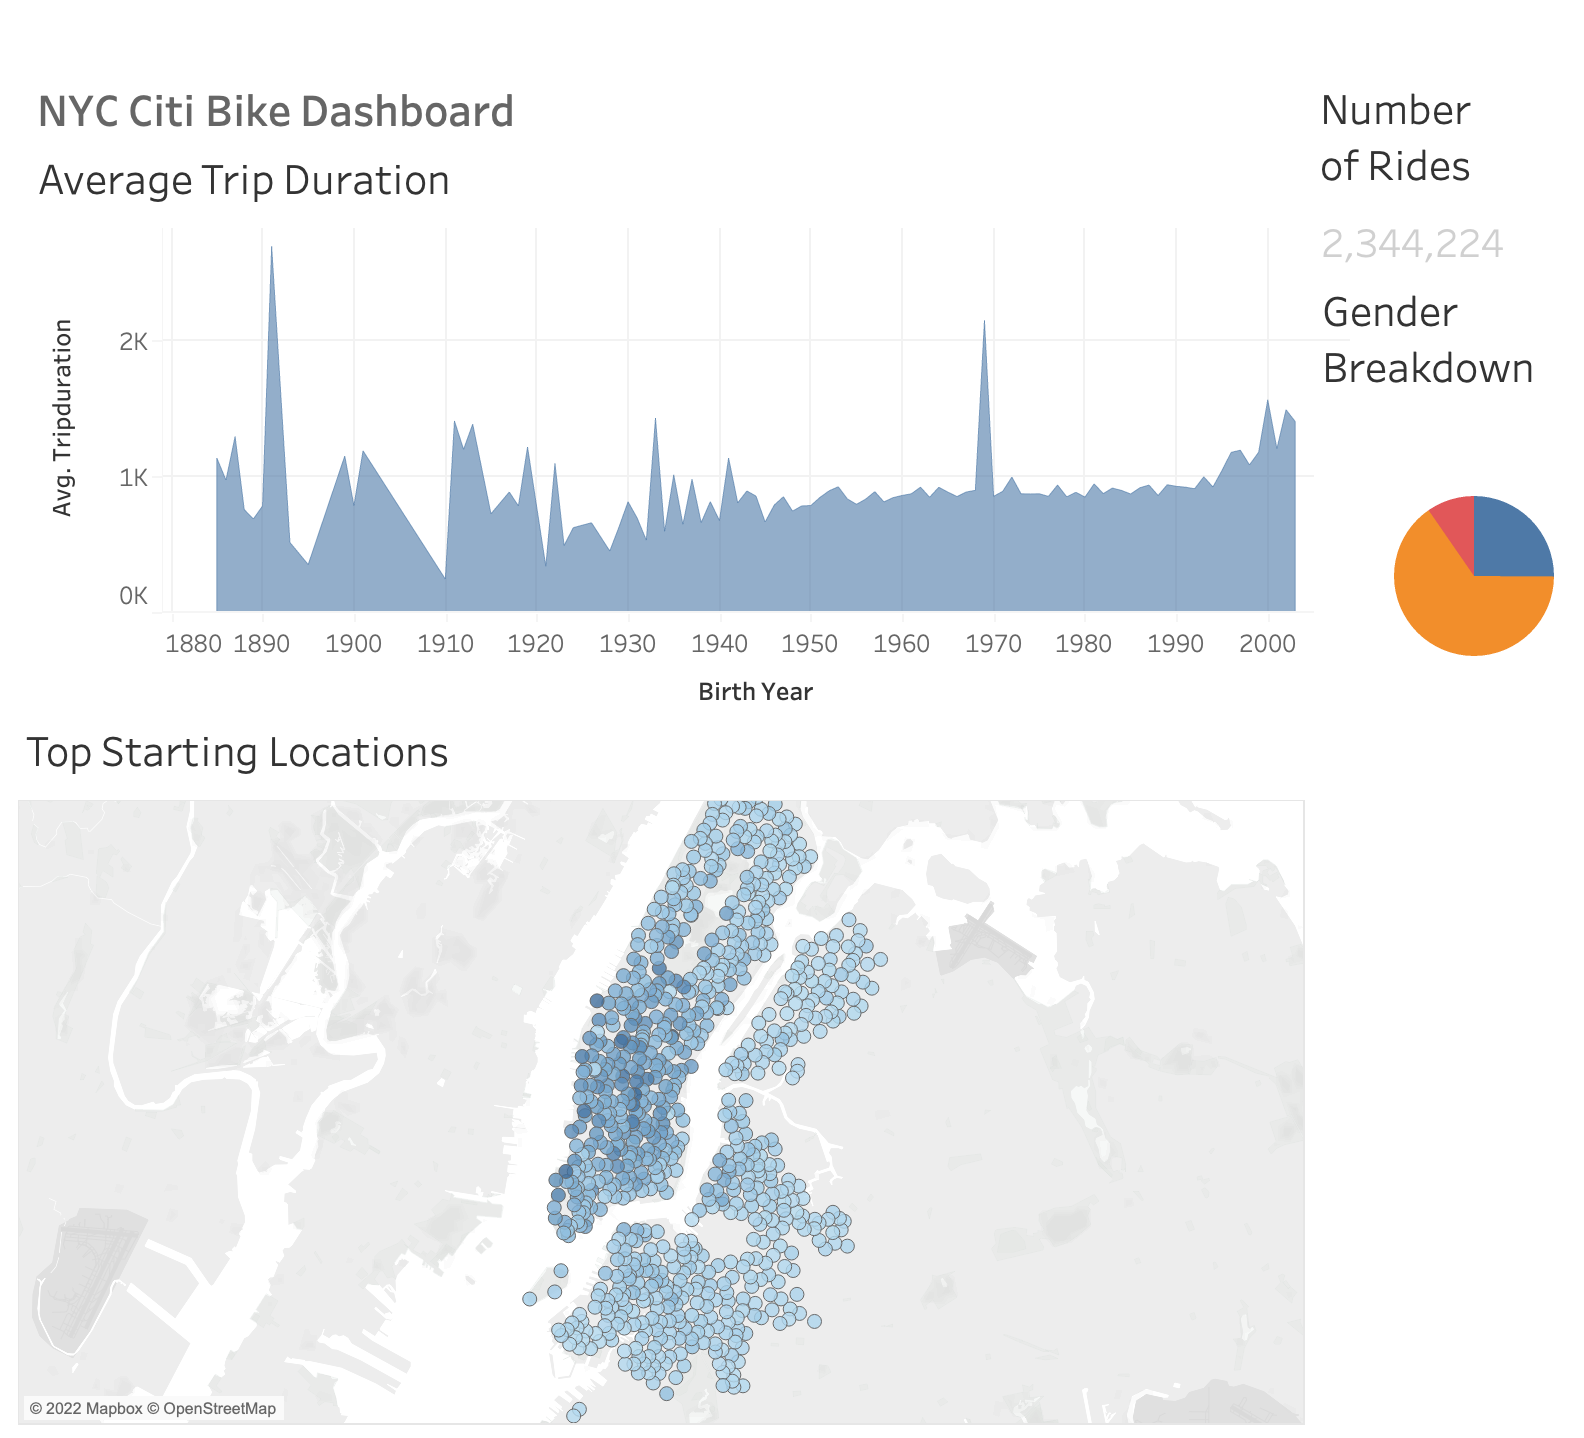 NYC Citi Bike Dashboard
Average Trip Duration
Avg. Tripduration
2K
1K
0K
1880 1890 1900 1910 1920 1930 1940 1950 1960 1970 1980 1990 2000
Birth Year
Number
of Rides
2,344,224
Gender
Breakdown
Top Starting Locations
© 2022 Mapbox © OpenStreetMap